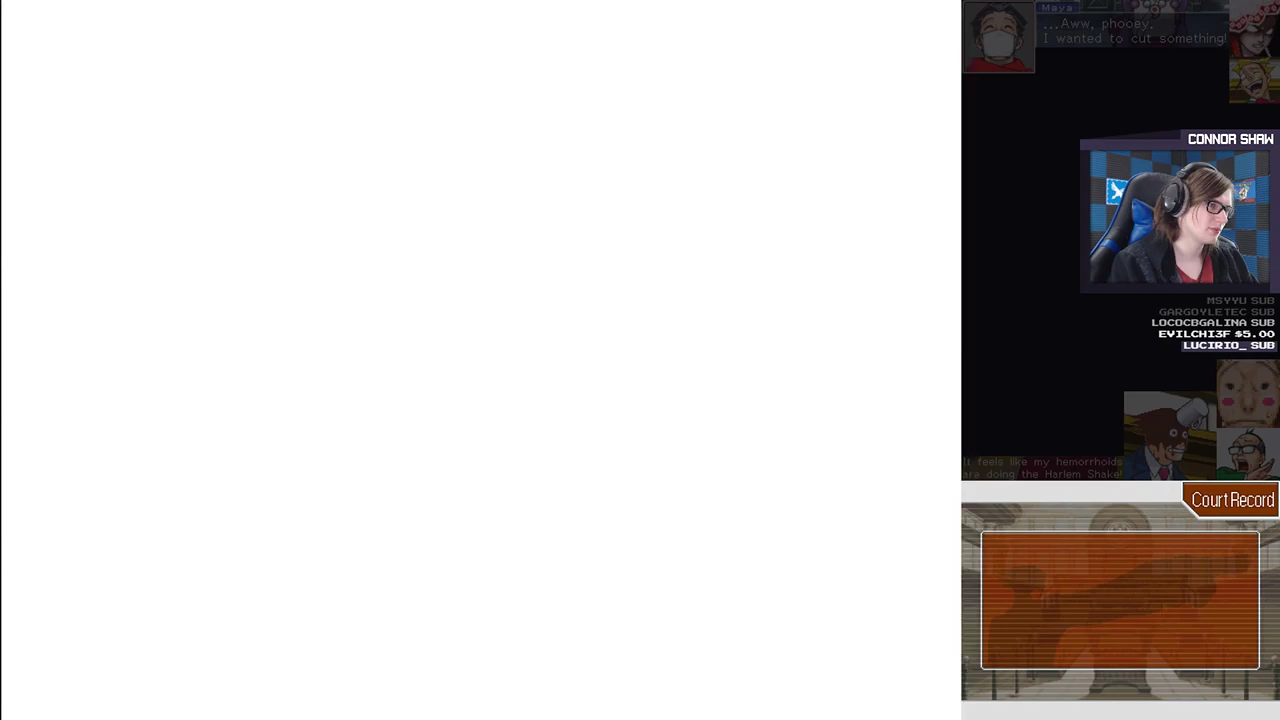 Maya
...Aww, phooey.
I wanted to cut something!
CONNOR SHAW
MSYYU SUB
GARGOYLETEC SUB
LOCOCBGALINA SUB
EVILCHI3F $5.00
LUCIRIO_ SUB
It feels like my hemorrhoids
are doing the Harlem Shake!
Court Record